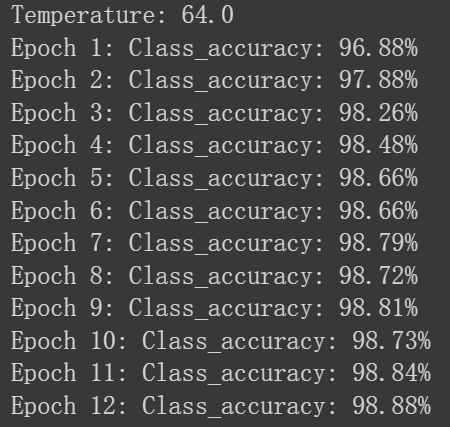 Temperature: 64.0
Epoch 1: Class_accuracy: 96.88%
Epoch 2: Class_accuracy: 97.88%
Epoch 3: Class_accuracy: 98.26%
Epoch 4: Class_accuracy: 98.48%
Epoch 5: Class_accuracy: 98.66%
Epoch 6: Class_accuracy: 98.66%
Epoch 7: Class_accuracy: 98.79%
Epoch 8: Class_accuracy: 98.72%
Epoch 9: Class_accuracy: 98.81%
Epoch 10: Class_accuracy: 98.73%
Epoch 11: Class_accuracy: 98.84%
Epoch 12: Class_accuracy: 98.88%